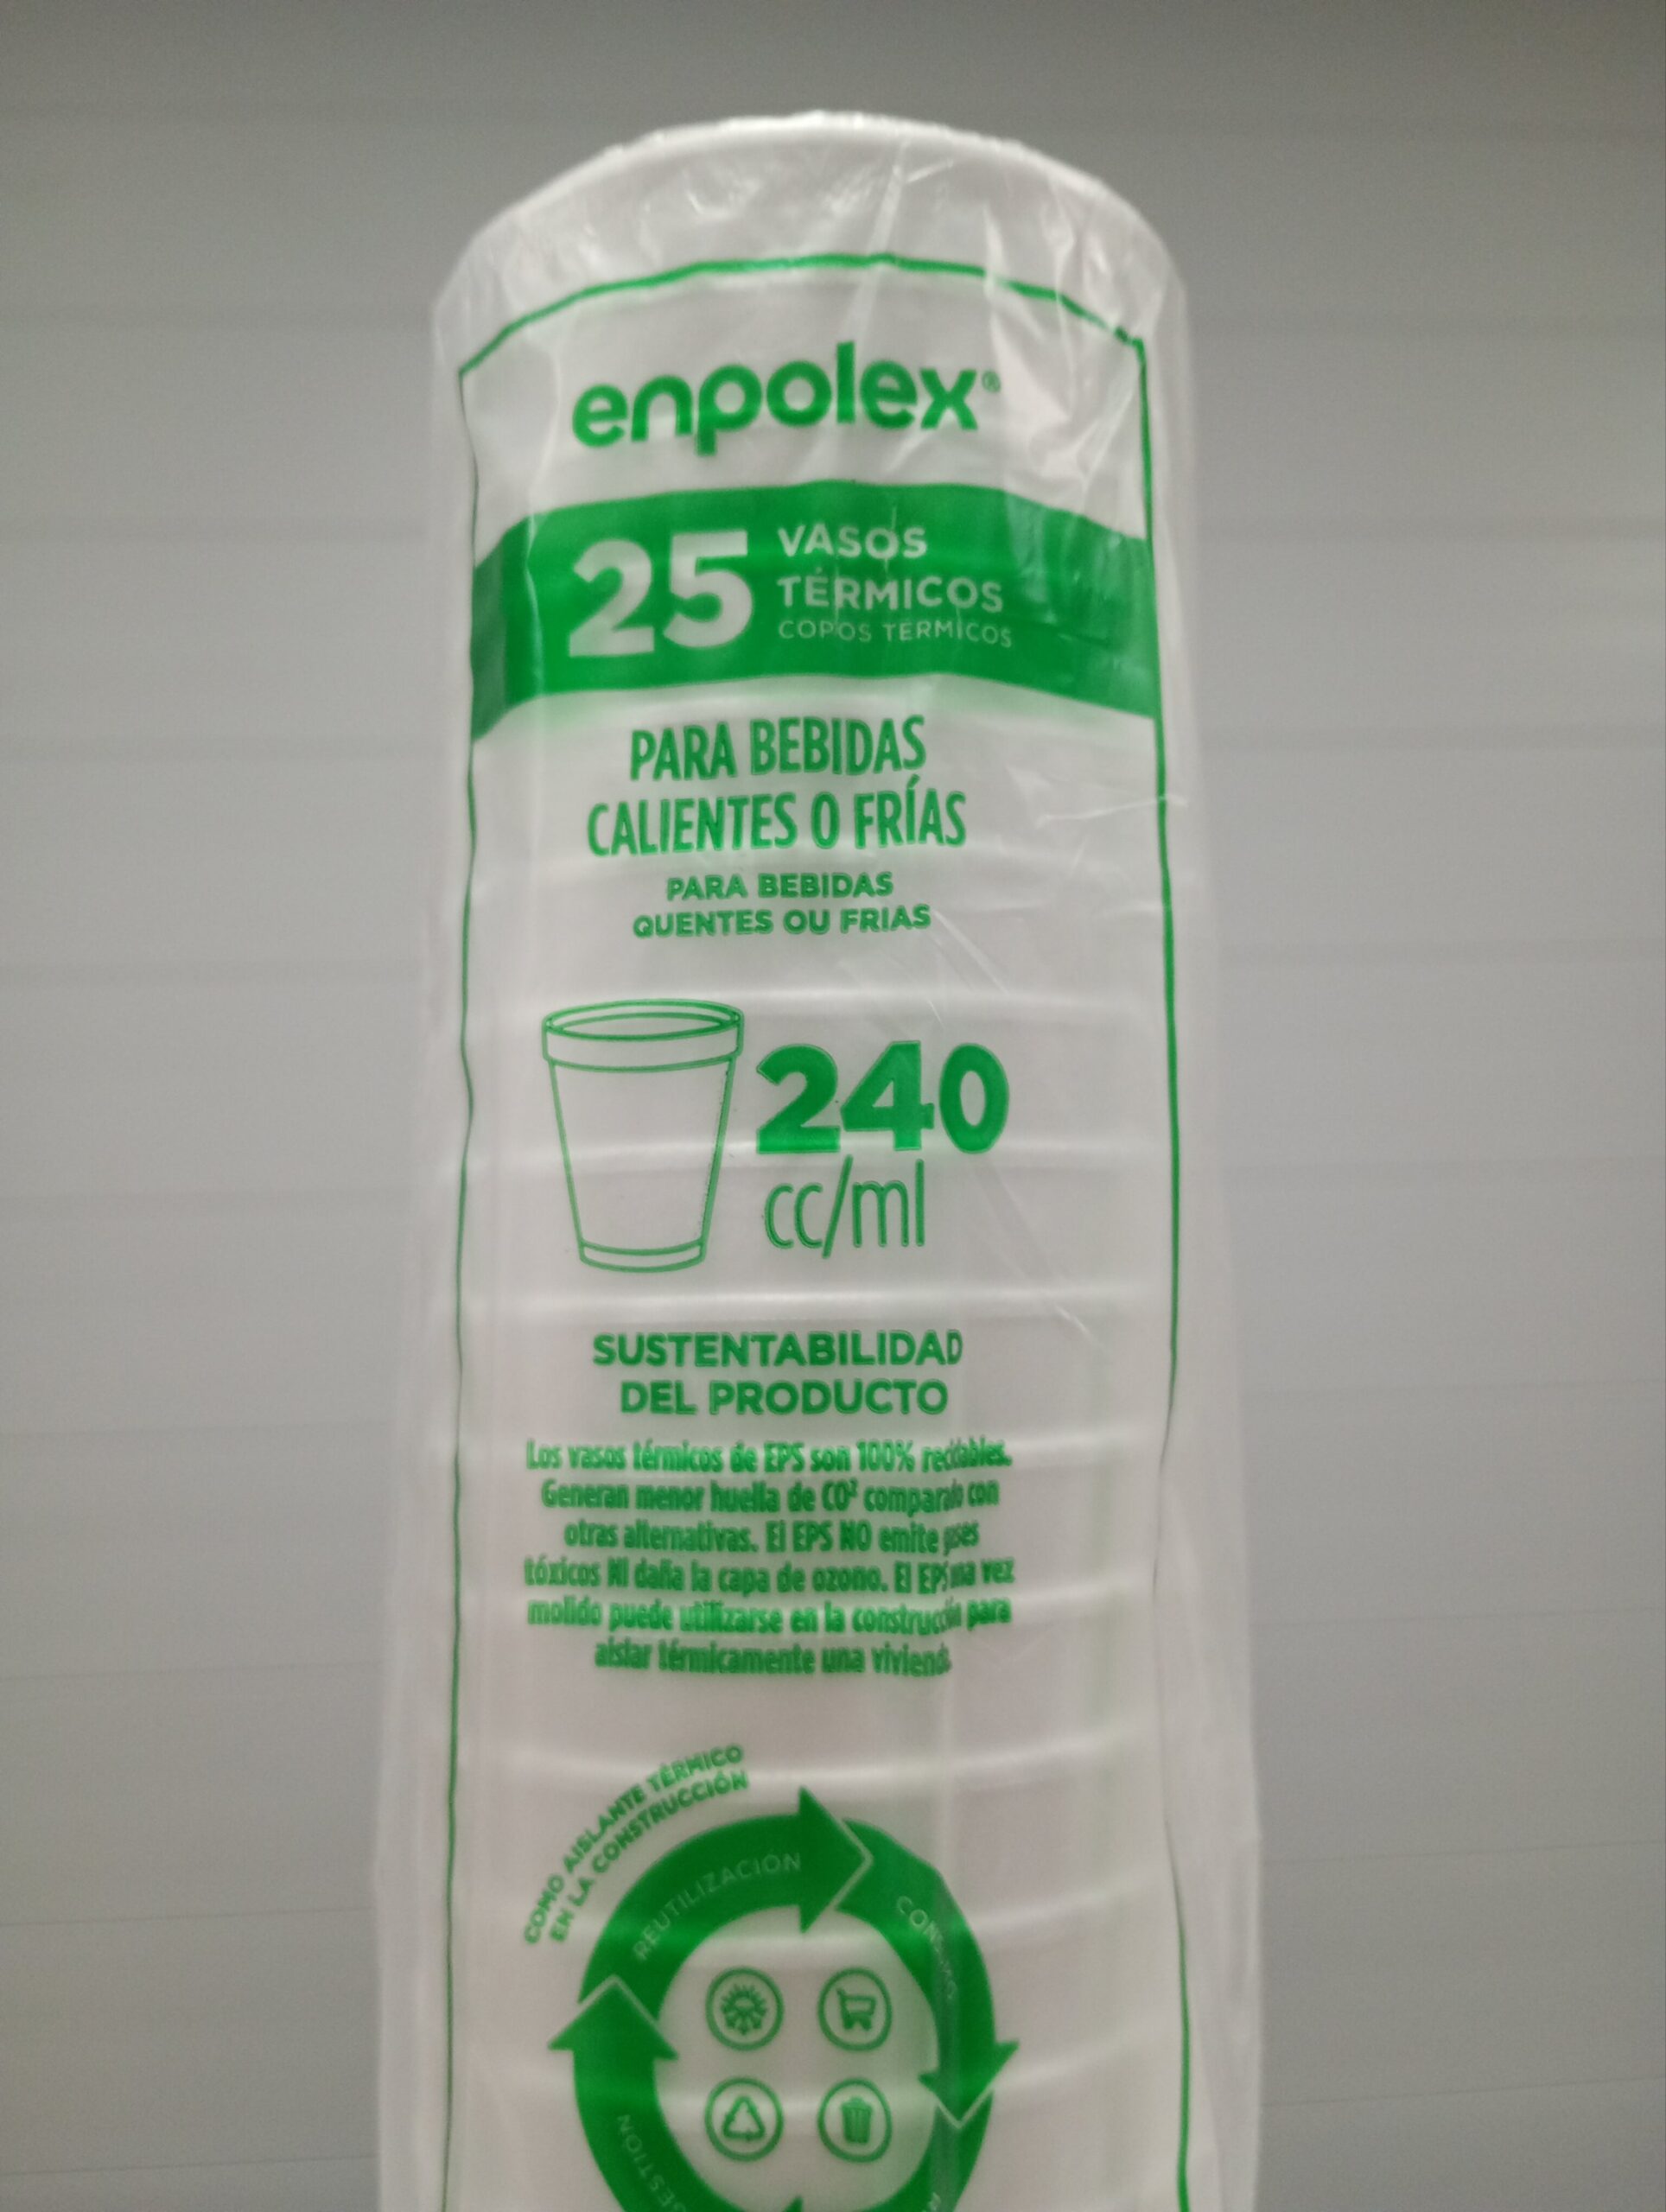 enpolex®
25 VASOS
TÉRMICOS
COPOS TÉRMICOS
PARA BEBIDAS
CALIENTES O FRÍAS
PARA BEBIDAS
QUENTES OU FRIAS
240
cc/ml
SUSTENTABILIDAD
DEL PRODUCTO
Los vasos térmicos de EPS son 100%
Generan menor huella de CO² comparado con
otras alternativas. El EPS NO emite gases
tóxicos NI daña la capa de ozono. El EPS una vez
molido puede utilizarse en la construcción para
aislar térmicamente una vivienda.
COMO AISLANTE TÉRMICO
EN LA CONSTRUCCIÓN
REUTILIZACIÓN
CONSUMO